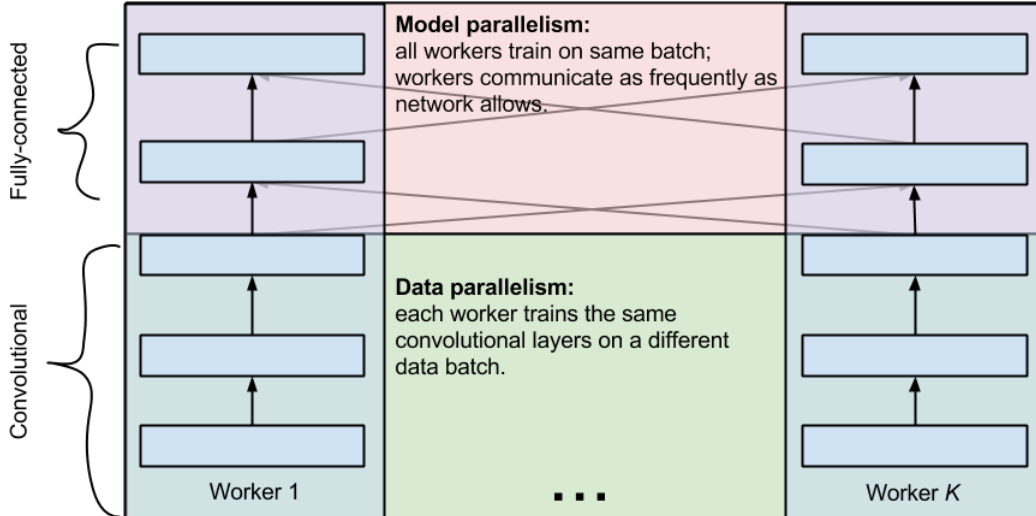 Fully-connected
Model parallelism:
all workers train on same batch;
workers communicate as frequently as
network allows.
Convolutional
Data parallelism:
each worker trains the same
convolutional layers on a different
data batch.
Worker 1
...
Worker K